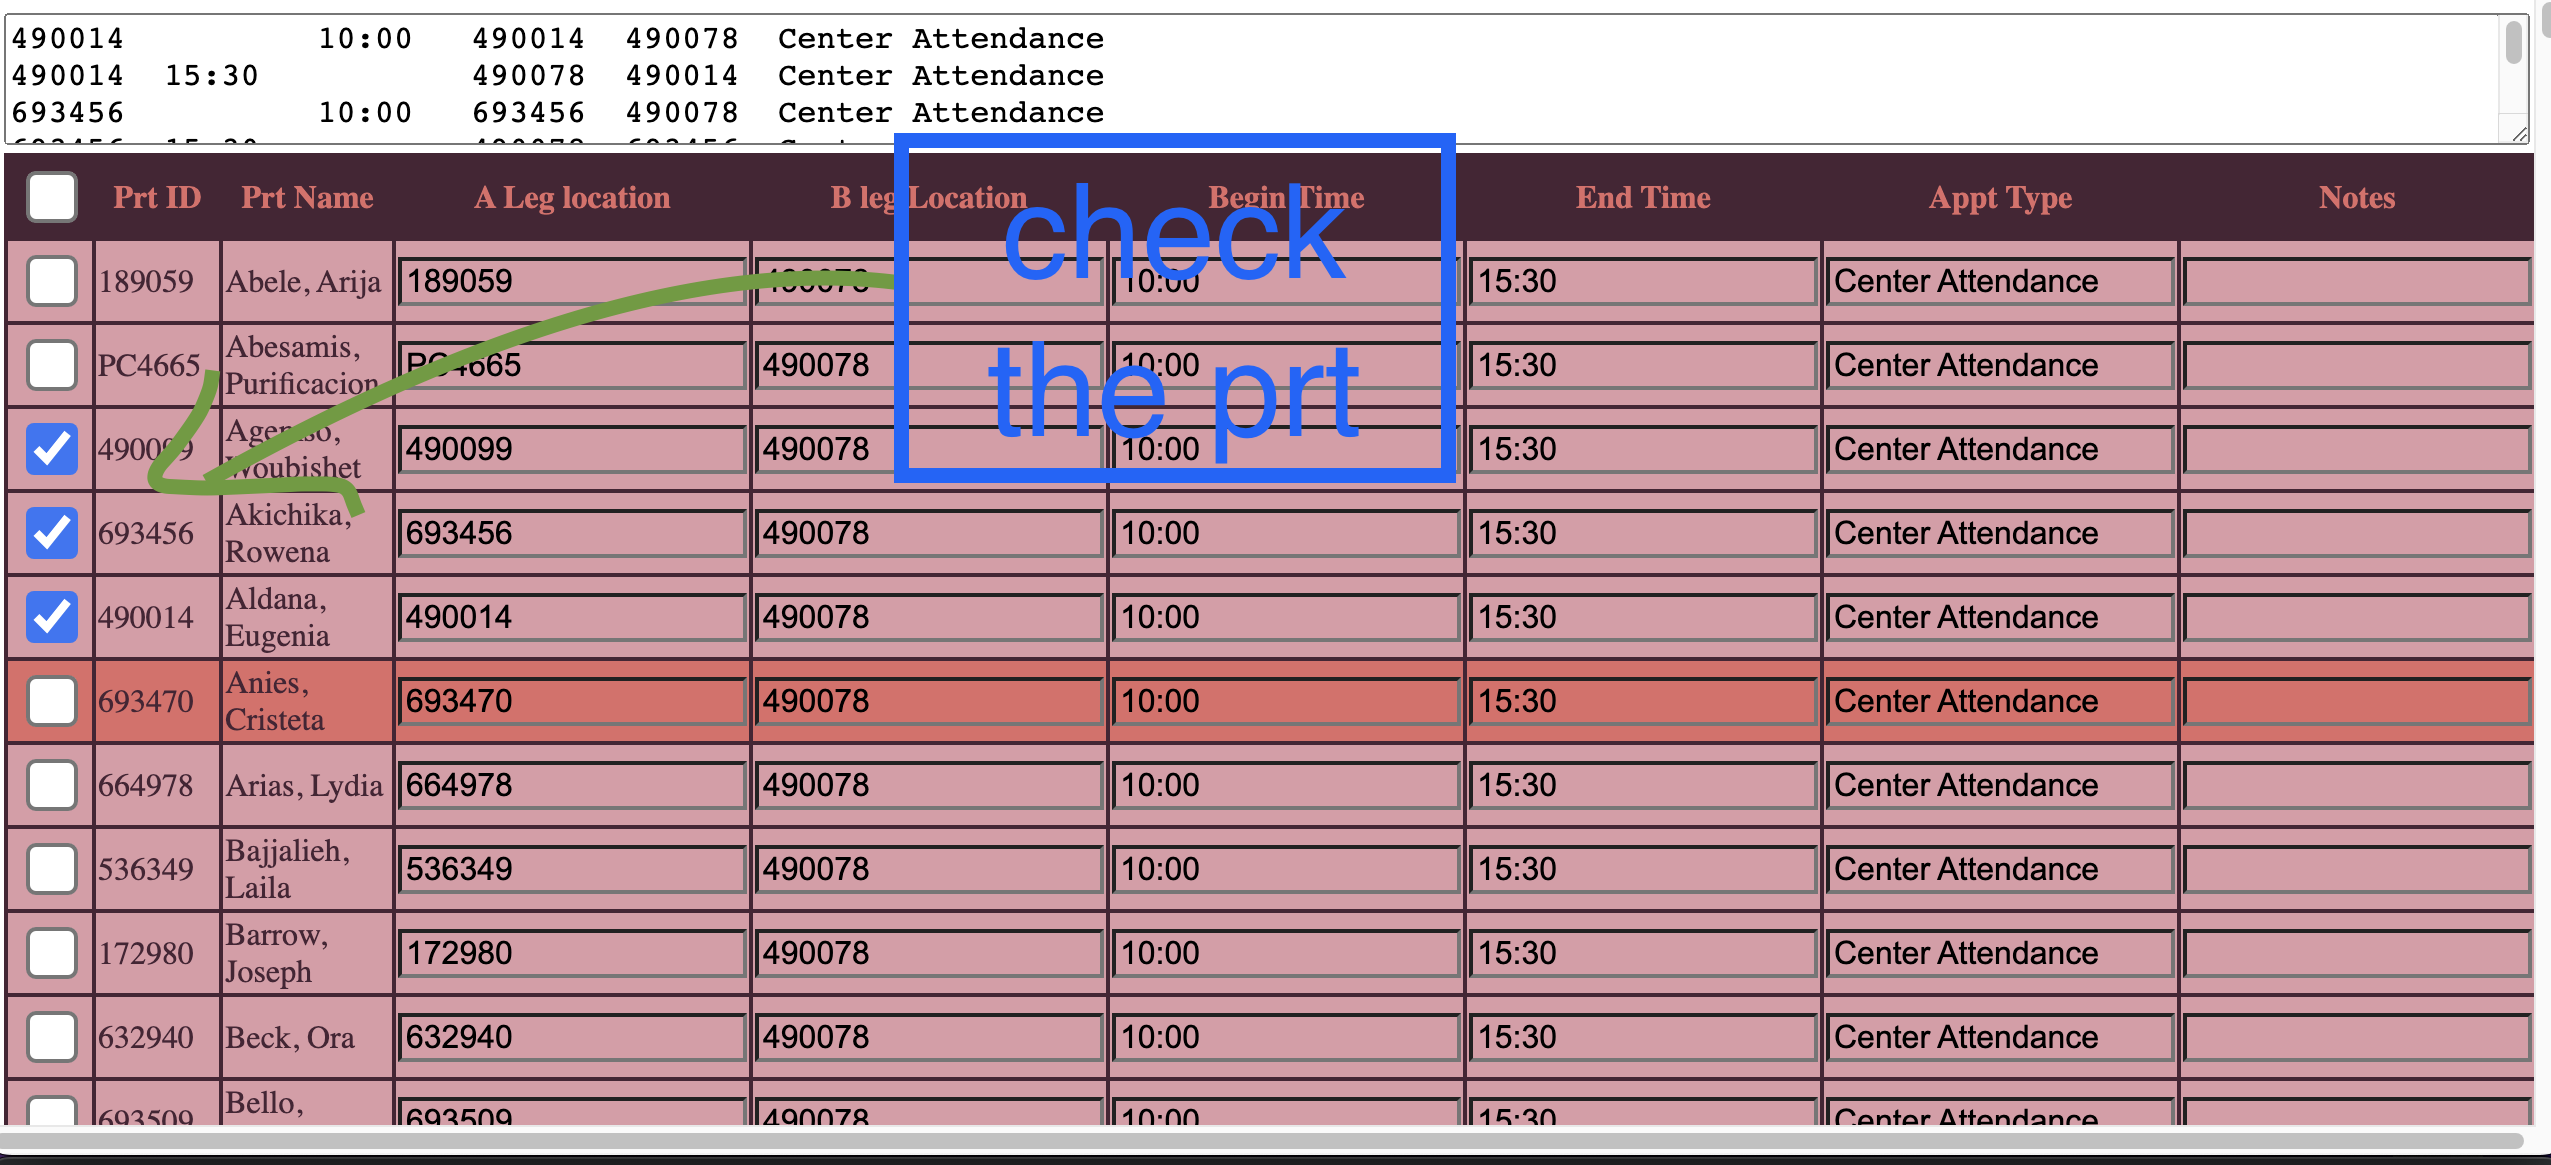 490014 10:00 490014 490078 Center Attendance
490014 15:30 490078 490014 Center Attendance
693456 10:00 693456 490078 Center Attendance
693456 15:30 490078 693456
Prt ID Prt Name A Leg location B leg Location Begin Time End Time Appt Type Notes
check
the prt
189059 Abele, Arija 189059 490078 10:00 15:30 Center Attendance
PC4665 Abesamis, Purificacion PC4665 490078 10:00 15:30 Center Attendance
490099 Woubishet 490099 490078 10:00 15:30 Center Attendance
693456 Akichika, Rowena 693456 490078 10:00 15:30 Center Attendance
490014 Aldana, Eugenia 490014 490078 10:00 15:30 Center Attendance
693470 Anies, Cristeta 693470 490078 10:00 15:30 Center Attendance
664978 Arias, Lydia 664978 490078 10:00 15:30 Center Attendance
536349 Bajjalieh, Laila 536349 490078 10:00 15:30 Center Attendance
172980 Barrow, Joseph 172980 490078 10:00 15:30 Center Attendance
632940 Beck, Ora 632940 490078 10:00 15:30 Center Attendance
693509 Bello, 693509 490078 10:00 15:30 Center Attendance